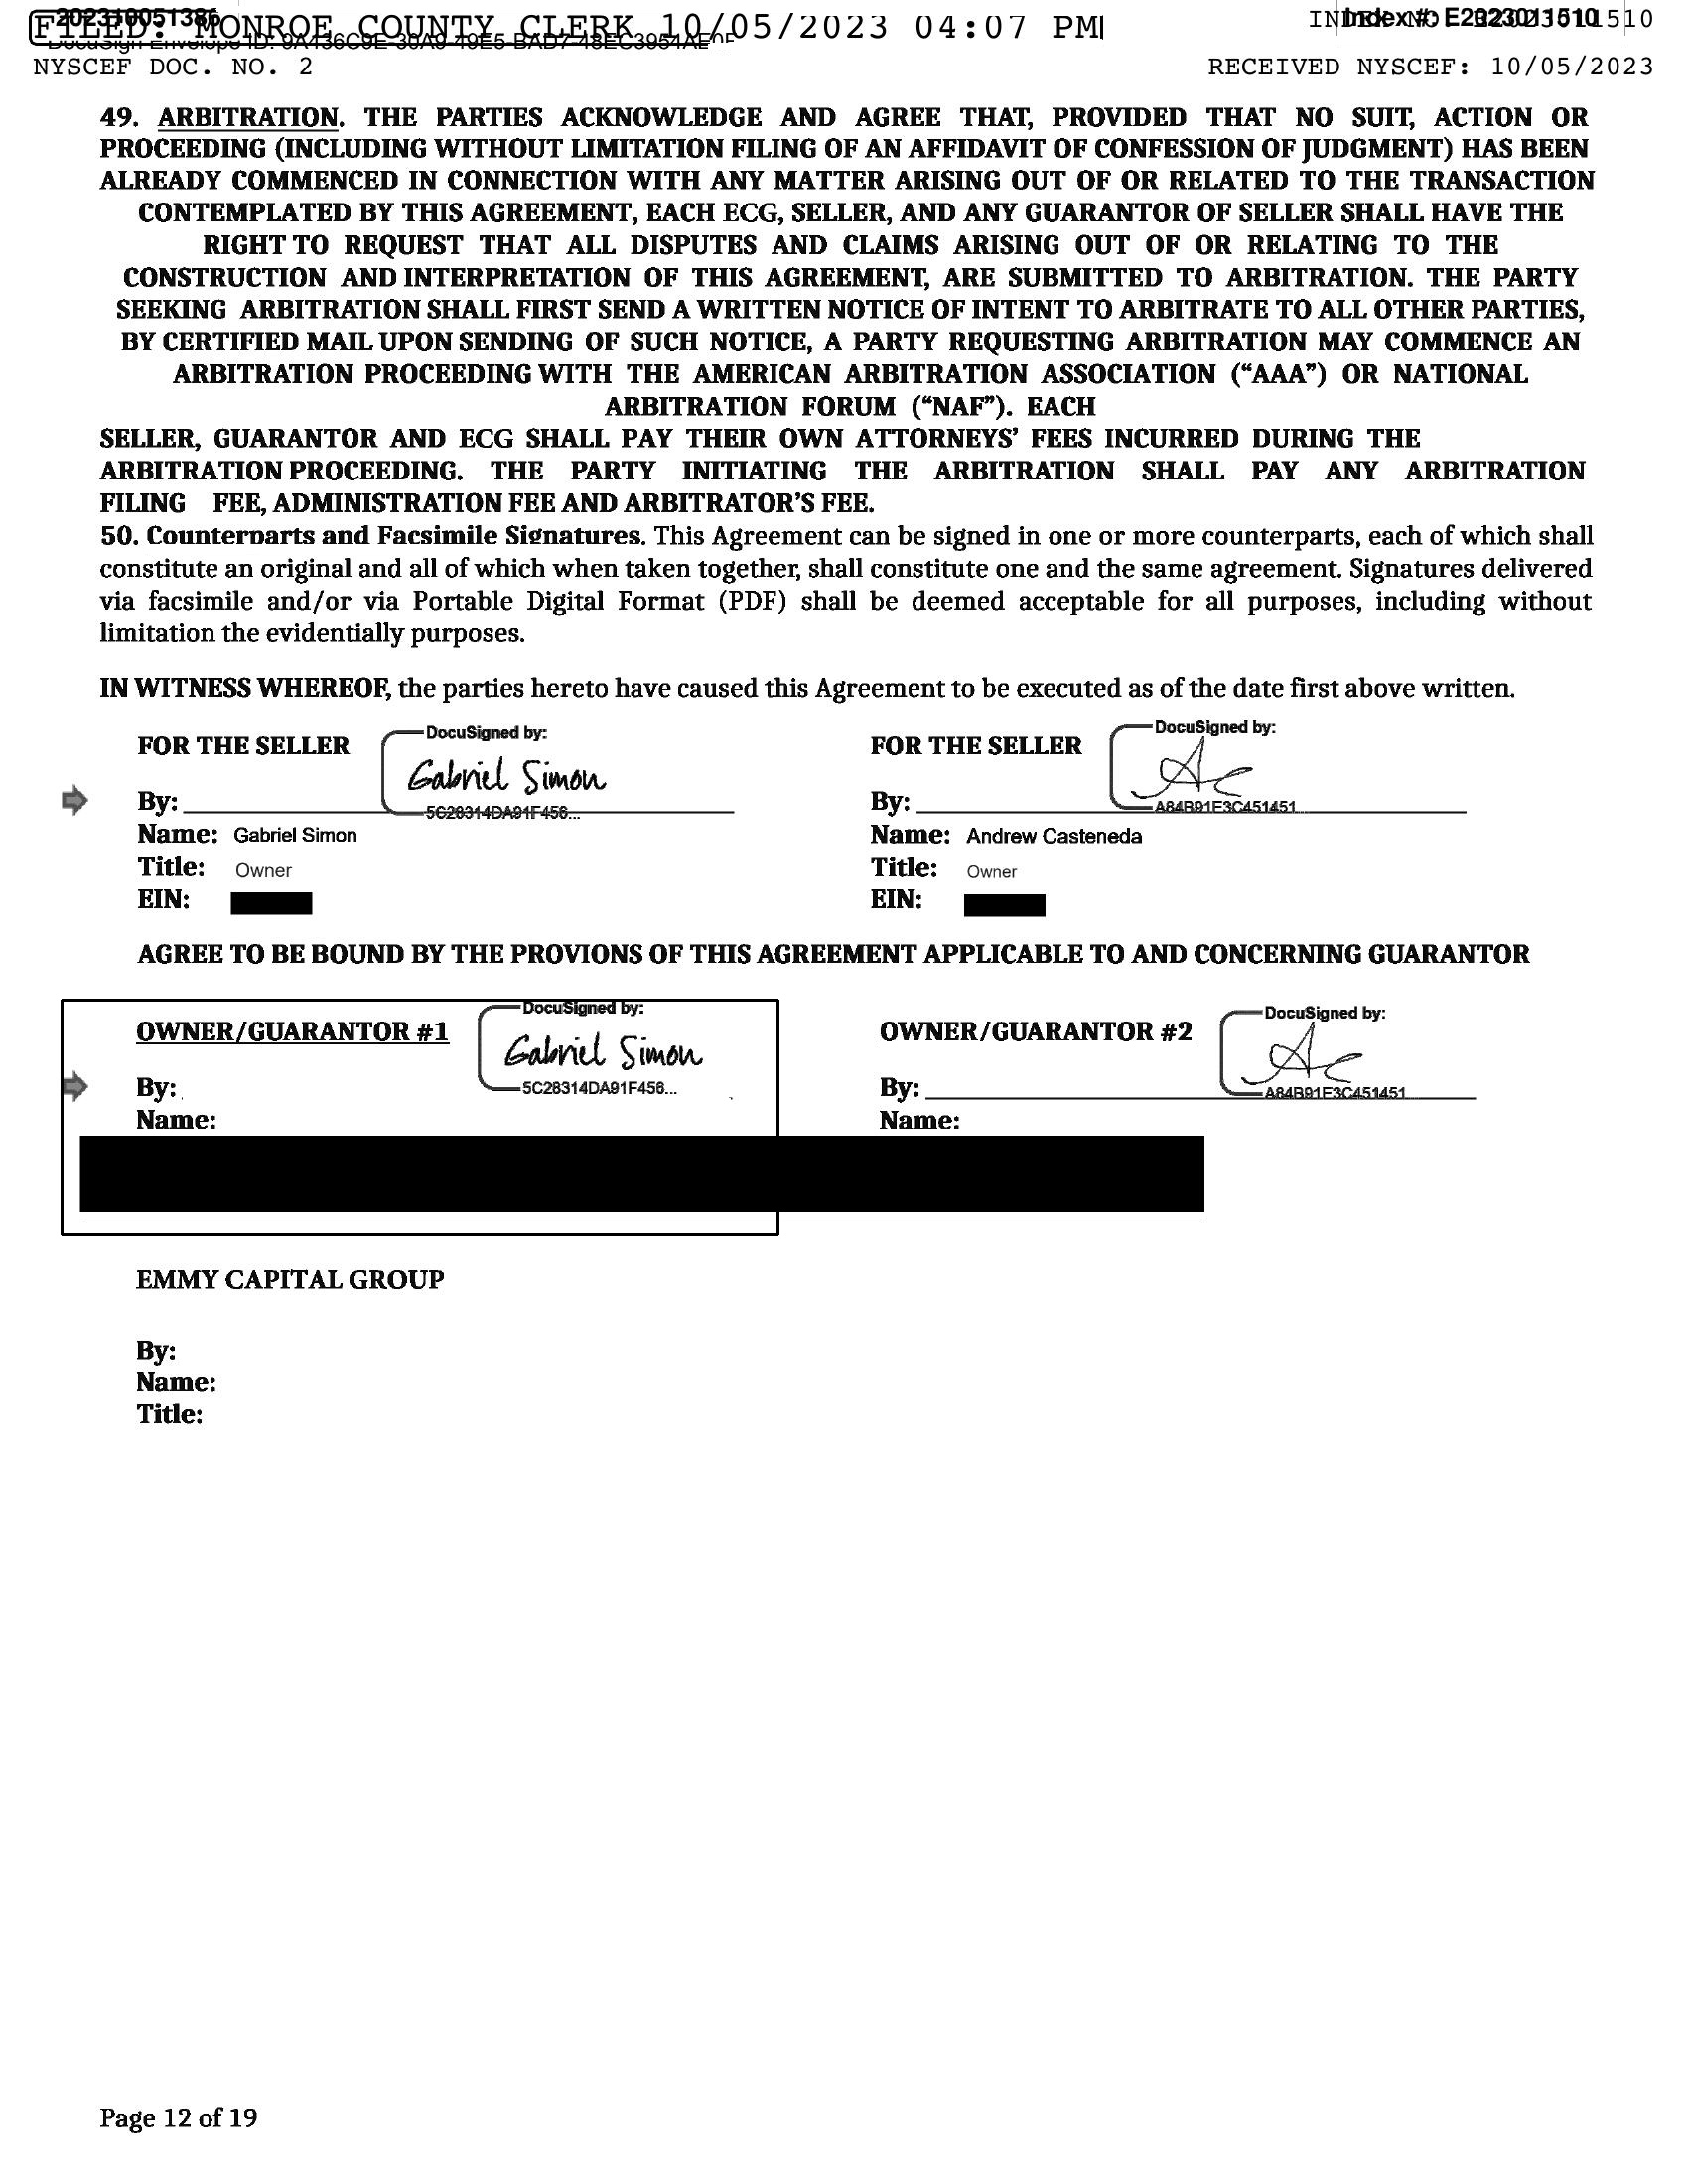 202310051386
FILED: MONROE COUNTY CLERK 10/05/2023 04:07 PM
INDEX NO. E2023011510
Index #: E2023011510
DocuSign Envelope ID: 9A436C9E-30A9-49E5-BAD7-48EC3954AE0F
NYSCEF DOC. NO. 2
RECEIVED NYSCEF: 10/05/2023
49. ARBITRATION. THE PARTIES ACKNOWLEDGE AND AGREE THAT, PROVIDED THAT NO SUIT, ACTION OR
PROCEEDING (INCLUDING WITHOUT LIMITATION FILING OF AN AFFIDAVIT OF CONFESSION OF JUDGMENT) HAS BEEN
ALREADY COMMENCED IN CONNECTION WITH ANY MATTER ARISING OUT OF OR RELATED TO THE TRANSACTION
CONTEMPLATED BY THIS AGREEMENT, EACH ECG, SELLER, AND ANY GUARANTOR OF SELLER SHALL HAVE THE
RIGHT TO REQUEST THAT ALL DISPUTES AND CLAIMS ARISING OUT OF OR RELATING TO THE
CONSTRUCTION AND INTERPRETATION OF THIS AGREEMENT, ARE SUBMITTED TO ARBITRATION. THE PARTY
SEEKING ARBITRATION SHALL FIRST SEND A WRITTEN NOTICE OF INTENT TO ARBITRATE TO ALL OTHER PARTIES,
BY CERTIFIED MAIL UPON SENDING OF SUCH NOTICE, A PARTY REQUESTING ARBITRATION MAY COMMENCE AN
ARBITRATION PROCEEDING WITH THE AMERICAN ARBITRATION ASSOCIATION (“AAA”) OR NATIONAL
ARBITRATION FORUM (“NAF”). EACH
SELLER, GUARANTOR AND ECG SHALL PAY THEIR OWN ATTORNEYS’ FEES INCURRED DURING THE
ARBITRATION PROCEEDING. THE PARTY INITIATING THE ARBITRATION SHALL PAY ANY ARBITRATION
FILING FEE, ADMINISTRATION FEE AND ARBITRATOR’S FEE.
50. Counterparts and Facsimile Signatures. This Agreement can be signed in one or more counterparts, each of which shall
constitute an original and all of which when taken together, shall constitute one and the same agreement. Signatures delivered
via facsimile and/or via Portable Digital Format (PDF) shall be deemed acceptable for all purposes, including without
limitation the evidentially purposes.
IN WITNESS WHEREOF, the parties hereto have caused this Agreement to be executed as of the date first above written.
FOR THE SELLER
DocuSigned by:
Gabriel Simon
By:
5C28314DA91F456...
Name: Gabriel Simon
Title: Owner
EIN:
FOR THE SELLER
DocuSigned by:
By:
A84B91E3C451451...
Name: Andrew Casteneda
Title: Owner
EIN:
AGREE TO BE BOUND BY THE PROVIONS OF THIS AGREEMENT APPLICABLE TO AND CONCERNING GUARANTOR
OWNER/GUARANTOR #1
DocuSigned by:
Gabriel Simon
By:
5C28314DA91F456...
Name:
OWNER/GUARANTOR #2
DocuSigned by:
By:
A84B91E3C451451...
Name:
EMMY CAPITAL GROUP
By:
Name:
Title:
Page 12 of 19